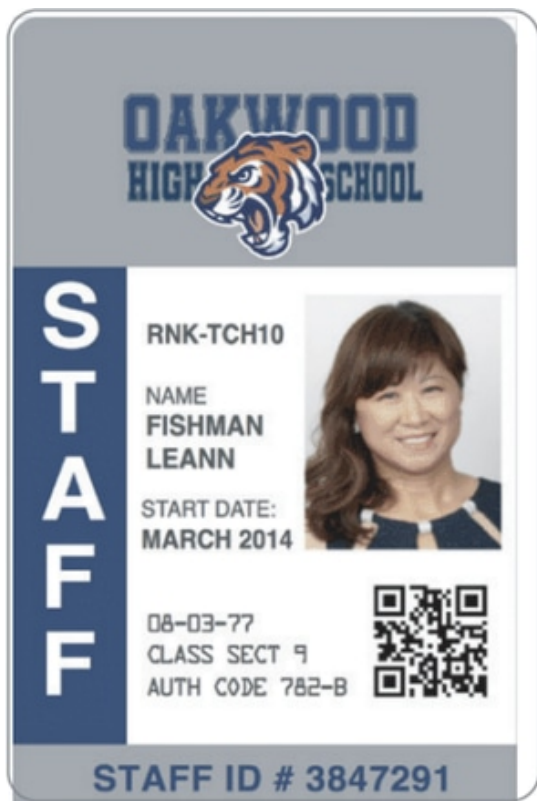 OAKWOOD
HIGH SCHOOL
STAFF
RNK-TCH10
NAME
FISHMAN
LEANN
START DATE:
MARCH 2014
08-03-77
CLASS SECT 9
AUTH CODE 782-B
STAFF ID # 3847291